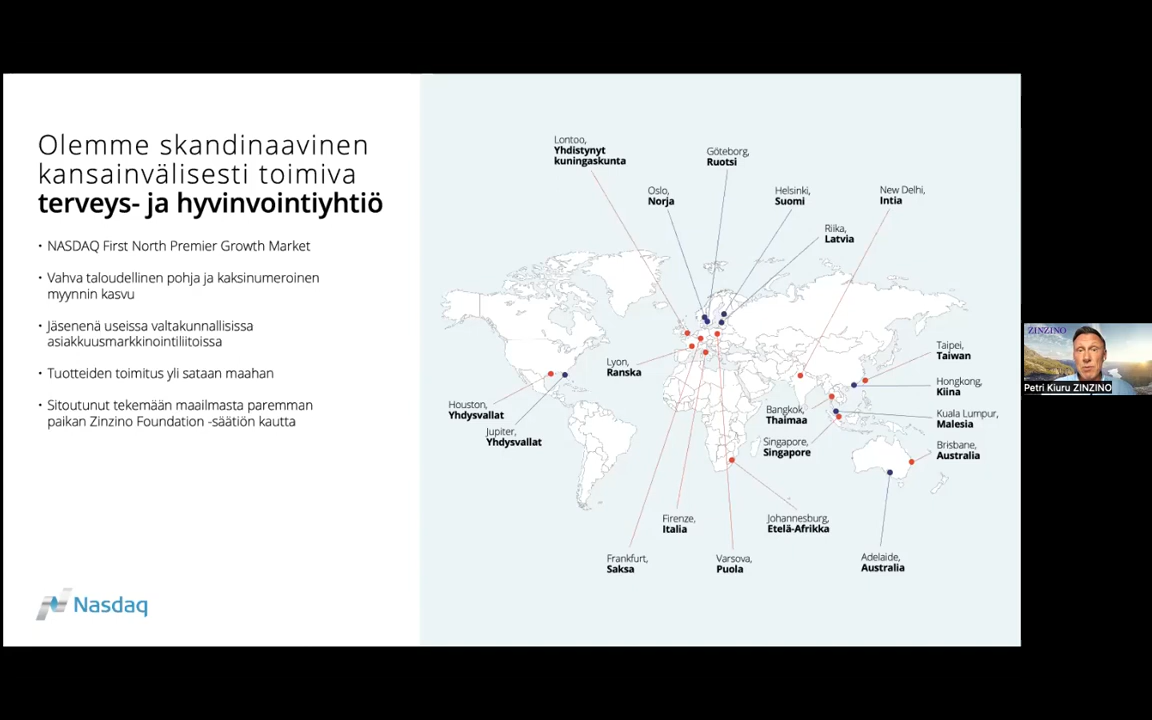 Olemme skandinaavinen
kansainvälisesti toimiva
terveys- ja hyvinvointiyhtiö
• NASDAQ First North Premier Growth Market
• Vahva taloudellinen pohja ja kaksinumeroinen
myynnin kasvu
• Jäsenenä useissa valtakunnallisissa
asiakkuusmarkkinointiliitoissa
• Tuotteiden toimitus yli sataan maahan
• Sitoutunut tekemään maailmasta paremman
paikan Zinzino Foundation -säätiön kautta
Nasdaq
Lontoo,
Yhdistynyt
kuningaskunta
Göteborg,
Ruotsi
Oslo,
Norja
Helsinki,
Suomi
New Delhi,
Intia
Riika,
Latvia
Lyon,
Ranska
Taipei,
Taiwan
Hongkong,
Kiina
Houston,
Yhdysvallat
Jupiter,
Yhdysvallat
Bangkok,
Thaimaa
Kuala Lumpur,
Malesia
Singapore,
Singapore
Brisbane,
Australia
Firenze,
Italia
Johannesburg,
Etelä-Afrikka
Frankfurt,
Saksa
Varsova,
Puola
Adelaide,
Australia
ZINZINO
Petri Kiuru ZINZINO